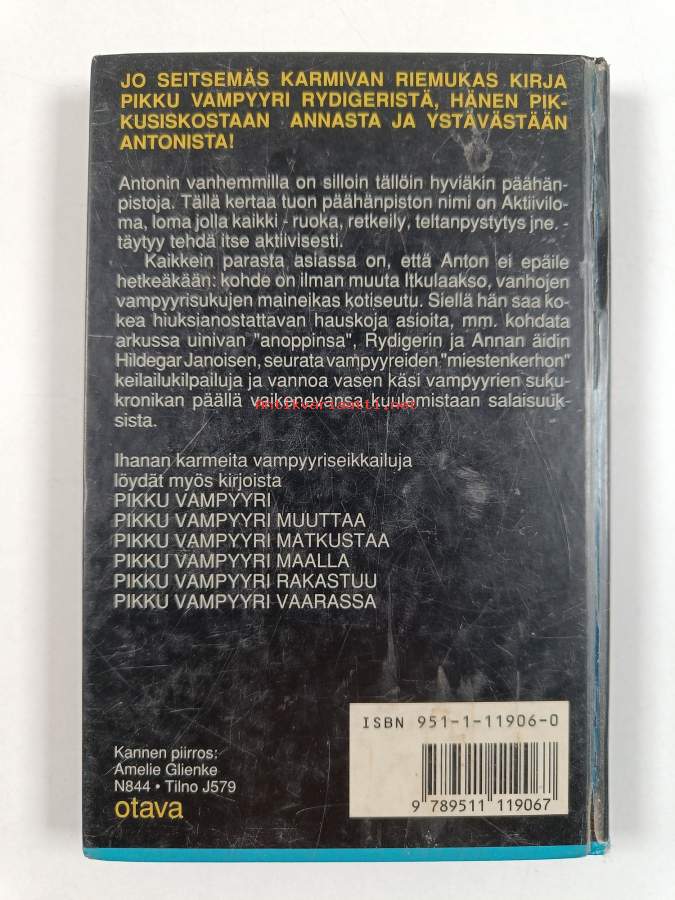 JO SEITSEMÄS KARMIVAN RIEMUKAS KIRJA
PIKKU VAMPYYRI RYDIGERISTÄ, HÄNEN PIK-
KUSISKOSTAAN ANNASTA JA YSTÄVÄSTÄÄN
ANTONISTA!
Antonin vanhemmilla on silloin tällöin hyviäkin päähän-
pistoja. Tällä kertaa tuon päähänpiston nimi on Aktiivilo-
ma, loma jolla kaikki - ruoka, retkeily, teltanpystytys jne. -
täytyy tehdä itse aktiivisesti.
Kaikkein parasta asiassa on, että Anton ei epäile
hetkeäkään: kohde on ilman muuta Itkulaakso, vanhojen
vampyyrisukujen maineikas kotiseutu. Siellä hän saa ko-
kea hiuksianostattavan hauskoja asioita, mm. kohdata
arkussa uinivan "anoppinsa", Rydigerin ja Annan äidin
Hildegar Janoisen, seurata vampyyreiden "miestenkerhon"
keilailukilpailuja ja vannoa vasen käsi vampyyrien suku-
kronikan päällä vaikenevansa kuulemistaan salaisuuk-
sista.
Antikvariaatti.net
Ihanan karmeita vampyyriseikkailuja
löydät myös kirjoista
PIKKU VAMPYYRI
PIKKU VAMPYYRI MUUTTAA
PIKKU VAMPYYRI MATKUSTAA
PIKKU VAMPYYRI MAALLA
PIKKU VAMPYYRI RAKASTUU
PIKKU VAMPYYRI VAARASSA
Kannen piirros:
Amelie Glienke
N844 • Tilno J579
otava
ISBN 951-1-11906-0
9 789511 119067